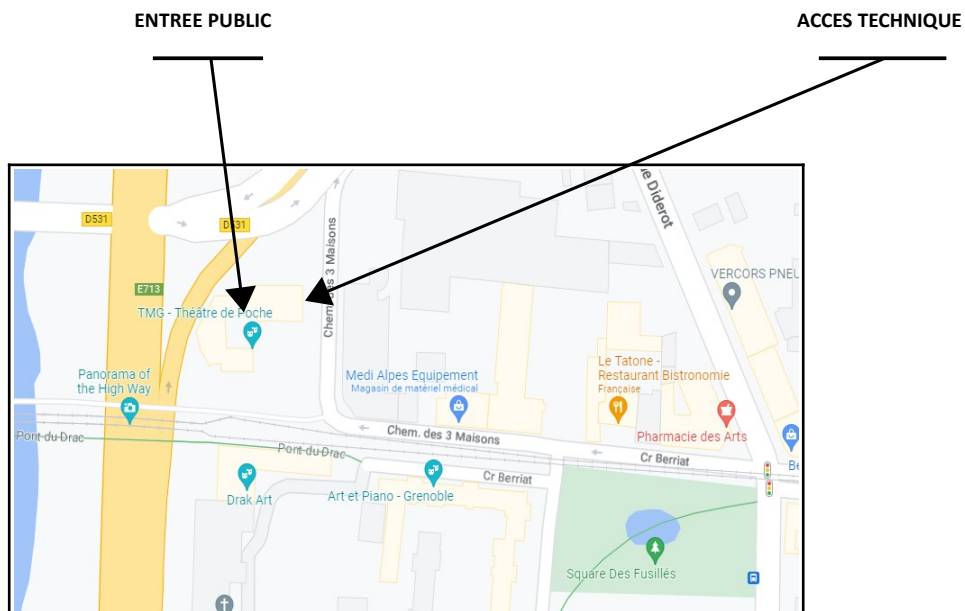 ENTREE PUBLIC
ACCES TECHNIQUE
D531
D531
Chem. des 3 Maisons
ie Diderot
VERCORS PNEU
E713
TMG - Théâtre de Poche
Panorama of
the High Way
Medi Alpes Equipement
Magasin de matériel médical
Le Tatone -
Restaurant Bistronomie
Française
Pharmacie des Arts
Pont-du-Drac
Chem. des 3 Maisons
Pont-du-Drac
Cr Berriat
Be
Cr Berriat
Drak Art
Art et Piano - Grenoble
Square Des Fusillés